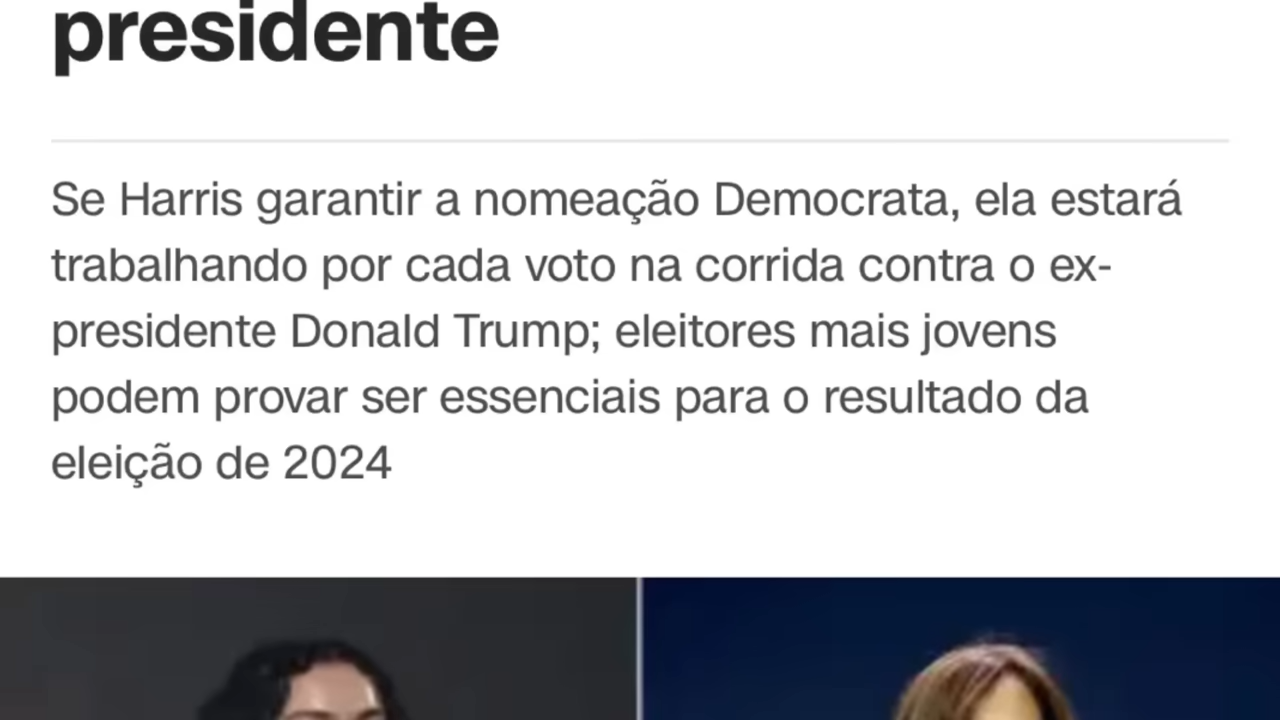 presidente
Se Harris garantir a nomeação Democrata, ela estará
trabalhando por cada voto na corrida contra o ex-
presidente Donald Trump; eleitores mais jovens
podem provar ser essenciais para o resultado da
eleição de 2024